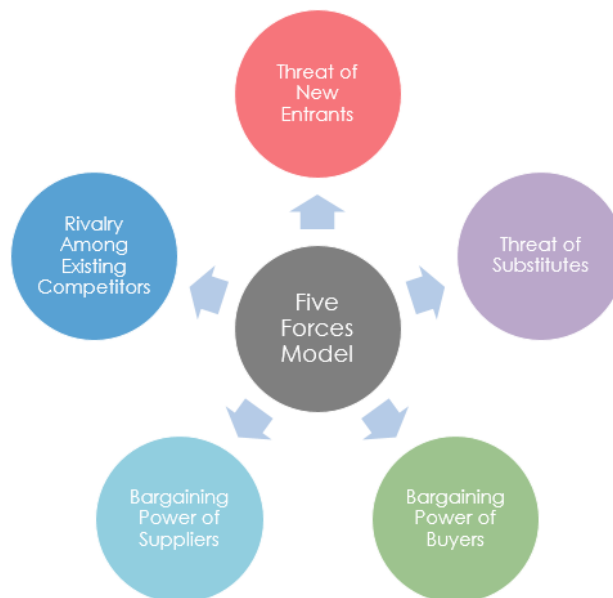 Threat of
New
Entrants
Rivalry
Among
Existing
Competitors
Threat of
Substitutes
Five
Forces
Model
Bargaining
Power of
Suppliers
Bargaining
Power of
Buyers